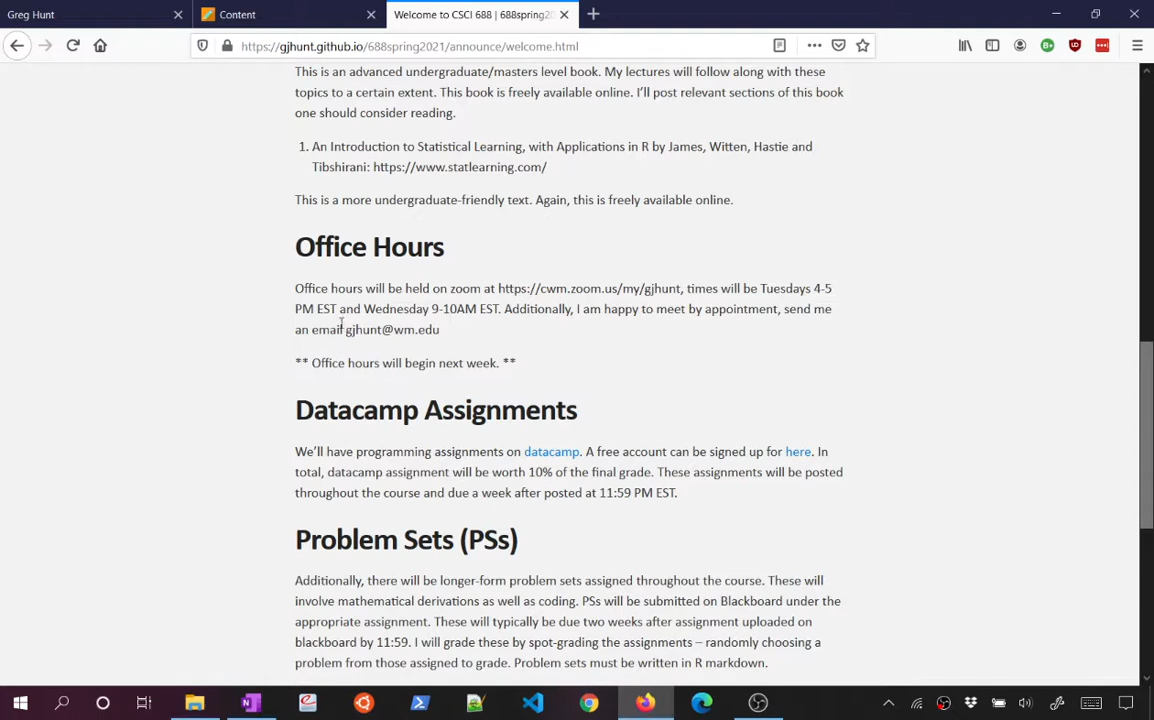 Greg Hunt
Content
Welcome to CSCI 688 | 688spring20
https://gjhunt.github.io/688spring2021/announce/welcome.html
This is an advanced undergraduate/masters level book. My lectures will follow along with these
topics to a certain extent. This book is freely available online. I'll post relevant sections of this book
one should consider reading.
1. An Introduction to Statistical Learning, with Applications in R by James, Witten, Hastie and
Tibshirani: https://www.statlearning.com/
This is a more undergraduate-friendly text. Again, this is freely available online.
Office Hours
Office hours will be held on zoom at https://cwm.zoom.us/my/gjhunt, times will be Tuesdays 4-5
PM EST and Wednesday 9-10AM EST. Additionally, I am happy to meet by appointment, send me
an email gjhunt@wm.edu
** Office hours will begin next week. **
Datacamp Assignments
We'll have programming assignments on datacamp. A free account can be signed up for here. In
total, datacamp assignment will be worth 10% of the final grade. These assignments will be posted
throughout the course and due a week after posted at 11:59 PM EST.
Problem Sets (PSs)
Additionally, there will be longer-form problem sets assigned throughout the course. These will
involve mathematical derivations as well as coding. PSs will be submitted on Blackboard under the
appropriate assignment. These will typically be due two weeks after assignment uploaded on
blackboard by 11:59. I will grade these by spot-grading the assignments – randomly choosing a
problem from those assigned to grade. Problem sets must be written in R markdown.